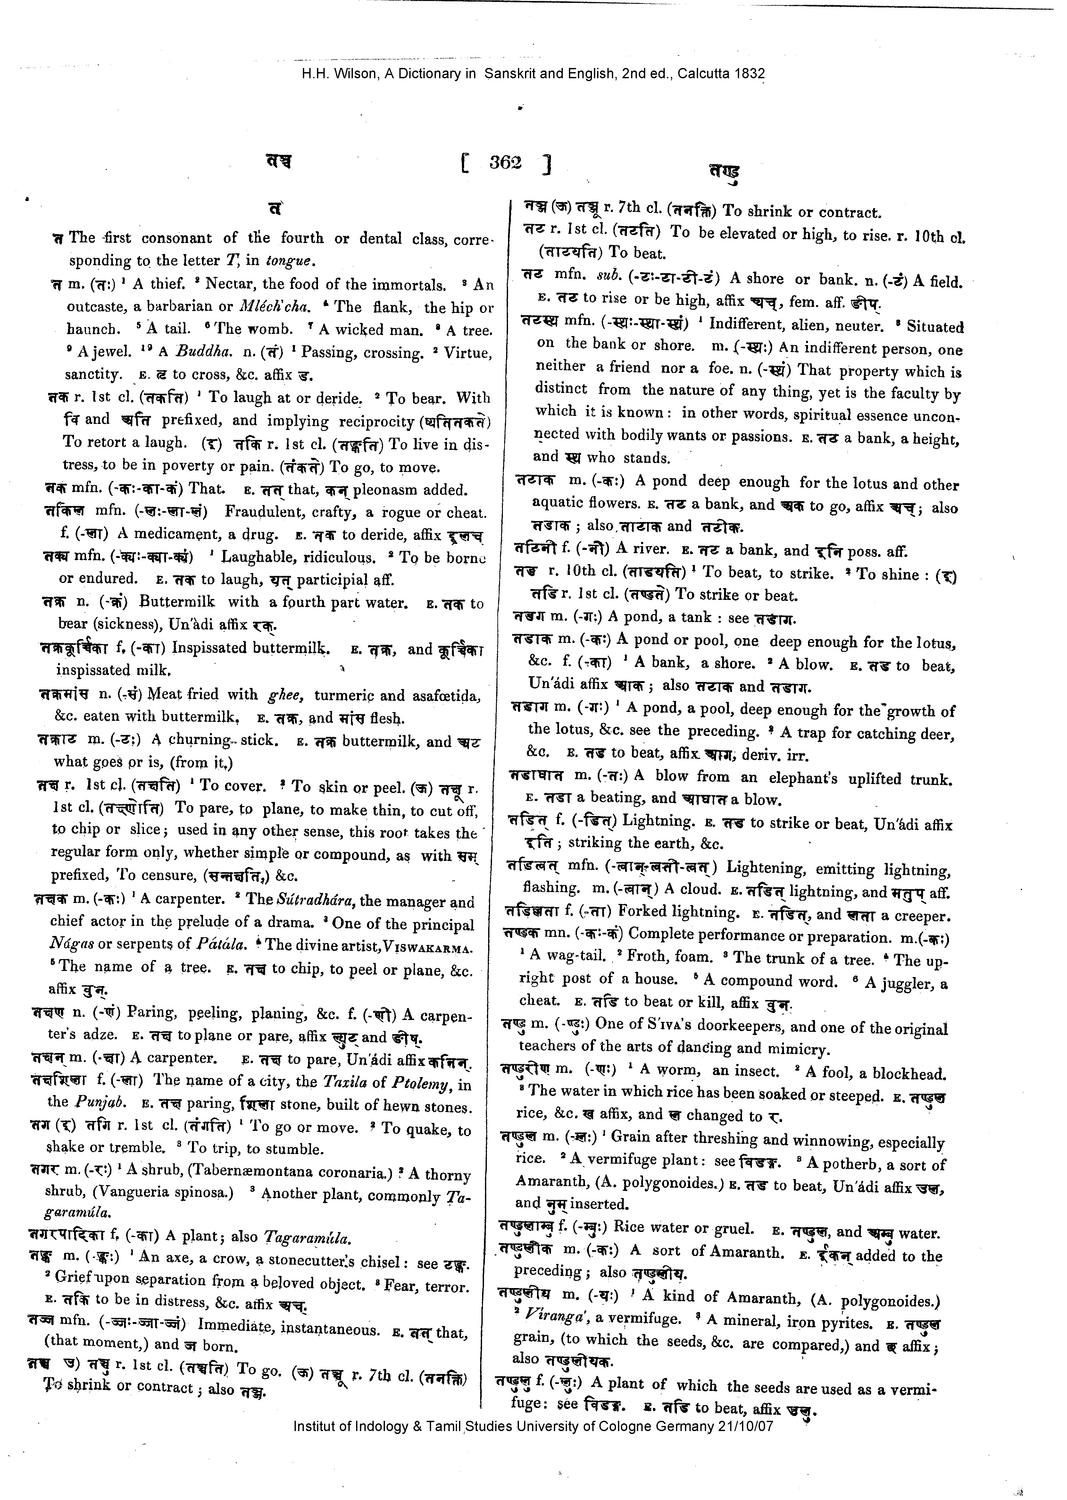 H.H. Wilson, A Dictionary in Sanskrit and English, 2nd ed., Calcutta 1832
तञ्च
[ 362 ]
तण्डु
त
त The first consonant of the fourth or dental class, corre-
sponding to the letter T, in tongue.
त m. (तः) ¹ A thief. ² Nectar, the food of the immortals. ³ An
outcaste, a barbarian or Mléch'cha. ⁴ The flank, the hip or
haunch. ⁵ A tail. ⁶ The womb. ⁷ A wicked man. ⁸ A tree.
⁹ A jewel. ¹⁰ A Buddha. n. (तं) ¹ Passing, crossing. ² Virtue,
sanctity. E. तॄ to cross, &c. affix ड.
तक r. 1st cl. (तकति) ¹ To laugh at or deride. ² To bear. With
वि and अति prefixed, and implying reciprocity (व्यतितकते)
To retort a laugh. (इ) तकि r. 1st cl. (तङ्कति) To live in dis-
tress, to be in poverty or pain. (तंकते) To go, to move.
तक mfn. (-कः-का-कं) That. E. तत् that, कन् pleonasm added.
तकिल mfn. (-लः-ला-लं) Fraudulent, crafty, a rogue or cheat.
f. (-ला) A medicament, a drug. E. तक to deride, affix इलच्
तक्य mfn. (-क्यः-क्या-क्यं) ¹ Laughable, ridiculous. ² To be borne
or endured. E. तक to laugh, यत् participial aff.
तक्र n. (-क्रं) Buttermilk with a fourth part water. E. तक to
bear (sickness), Un'ádi affix रक्.
तक्रकूर्चिका f. (-का) Inspissated buttermilk. E. तक्र, and कूर्चिका
inspissated milk.
तक्रमांस n. (-सं) Meat fried with ghee, turmeric and asafœtida,
&c. eaten with buttermilk, E. तक्र, and मांस flesh.
तक्राट m. (-टः) A churning-stick. E. तक्र buttermilk, and अट
what goes or is, (from it,)
तक्ष r. 1st cl. (तक्षति) ¹ To cover. ² To skin or peel. (ऊ) तक्षू r.
1st cl. (तक्ष्णोति) To pare, to plane, to make thin, to cut off,
to chip or slice; used in any other sense, this root takes the
regular form only, whether simple or compound, as with सम्
prefixed, To censure, (सन्तक्षति,) &c.
तक्षक m. (-कः) ¹ A carpenter. ² The Sútradhára, the manager and
chief actor in the prelude of a drama. ³ One of the principal
Nágas or serpents of Pátála. ⁴ The divine artist, VISWAKARMA.
⁵ The name of a tree. E. तक्ष to chip, to peel or plane, &c.
affix वुन्.
तक्षण n. (-णं) Paring, peeling, planing, &c. f. (-णी) A carpen-
ter's adze. E. तक्ष to plane or pare, affix ल्युट् and ङीप्.
तक्षन् m. (-क्षा) A carpenter. E. तक्ष to pare, Un'ádi affix कनिन्.
तक्षशिला f. (-ला) The name of a city, the Taxila of Ptolemy, in
the Punjab. E. तक्ष paring, शिला stone, built of hewn stones.
तग (इ) तगि r. 1st cl. (तंगति) ¹ To go or move. ² To quake, to
shake or tremble. ³ To trip, to stumble.
तगर m. (-रः) ¹ A shrub, (Tabernæmontana coronaria.) ² A thorny
shrub, (Vangueria spinosa.) ³ Another plant, commonly Ta-
garamúla.
तगरपादिका f. (-का) A plant; also Tagaramúla.
तङ्क m. (-ङ्कः) ¹ An axe, a crow, a stonecutter's chisel: see टङ्क.
² Grief upon separation from a beloved object. ³ Fear, terror.
E. तकि to be in distress, &c. affix अच्.
तज्ज mfn. (-ज्जः-ज्जा-ज्जं) Immediate, instantaneous. E. तत् that,
(that moment,) and ज born.
तञ्च उ) तञ्चु r. 1st cl. (तञ्चति) To go. (ऊ) तञ्चू r. 7th cl. (तनक्ति)
To shrink or contract; also तञ्ज.
तञ्ज (ऊ) तञ्जू r. 7th cl. (तनक्ति) To shrink or contract.
तट r. 1st cl. (तटति) To be elevated or high, to rise. r. 10th cl.
(ताटयति) To beat.
तट mfn. sub. (-टः-टा-टी-टं) A shore or bank. n. (-टं) A field.
E. तट to rise or be high, affix अच्, fem. aff. ङीप्.
तटस्थ mfn. (-स्थः-स्था-स्थं) ¹ Indifferent, alien, neuter. ² Situated
on the bank or shore. m. (-स्थः) An indifferent person, one
neither a friend nor a foe. n. (-स्थं) That property which is
distinct from the nature of any thing, yet is the faculty by
which it is known: in other words, spiritual essence uncon-
nected with bodily wants or passions. E. तट a bank, a height,
and स्थ who stands.
तटाक m. (-कः) A pond deep enough for the lotus and other
aquatic flowers. E. तट a bank, and अक to go, affix अच्; also
तडाक; also ताटाक and तटीक.
तटिनी f. (-नी) A river. E. तट a bank, and इनि poss. aff.
तड r. 10th cl. (ताडयति) ¹ To beat, to strike. ² To shine: (इ)
तडि r. 1st cl. (तण्डते) To strike or beat.
तडग m. (-गः) A pond, a tank: see तडाग.
तडाक m. (-कः) A pond or pool, one deep enough for the lotus,
&c. f. (-का) ¹ A bank, a shore. ² A blow. E. तड to beat,
Un'ádi affix आक; also तटाक and तडाग.
तडाग m. (-गः) ¹ A pond, a pool, deep enough for the growth of
the lotus, &c. see the preceding. ² A trap for catching deer,
&c. E. तड to beat, affix आग, deriv. irr.
तडाघात m. (-तः) A blow from an elephant's uplifted trunk.
E. तडा a beating, and आघात a blow.
तडित् f. (-डित्) Lightning. E. तड to strike or beat, Un'ádi affix
इति; striking the earth, &c.
तडित्वत् mfn. (-त्वान्-त्वती-त्वत्) Lightening, emitting lightning,
flashing. m. (-त्वान्) A cloud. E. तडित् lightning, and मतुप् aff.
तडिल्लता f. (-ता) Forked lightning. E. तडित्, and लता a creeper.
तण्डक mn. (-कः-कं) Complete performance or preparation. m.(-कः)
¹ A wag-tail. ² Froth, foam. ³ The trunk of a tree. ⁴ The up-
right post of a house. ⁵ A compound word. ⁶ A juggler, a
cheat. E. तडि to beat or kill, affix वुन्.
तण्डु m. (-ण्डुः) One of S'IVA's doorkeepers, and one of the original
teachers of the arts of dancing and mimicry.
तण्डुरीण m. (-णः) ¹ A worm, an insect. ² A fool, a blockhead.
³ The water in which rice has been soaked or steeped. E. तण्डुल
rice, &c. ख affix, and ल changed to र.
तण्डुल m. (-लः) ¹ Grain after threshing and winnowing, especially
rice. ² A vermifuge plant: see विडङ्ग. ³ A potherb, a sort of
Amaranth, (A. polygonoides.) E. तड to beat, Un'ádi affix उल,
and नुम् inserted.
तण्डुलाम्बु f. (-म्बुः) Rice water or gruel. E. तण्डुल, and अम्बु water.
तण्डुलीक m. (-कः) A sort of Amaranth. E. ईकन् added to the
preceding; also तण्डुलीय.
तण्डुलीय m. (-यः) ¹ A kind of Amaranth, (A. polygonoides.)
² Viranga', a vermifuge. ³ A mineral, iron pyrites. E. तण्डुल
grain, (to which the seeds, &c. are compared,) and छ affix;
also तण्डुलीयक.
तण्डुलु f. (-लुः) A plant of which the seeds are used as a vermi-
fuge: see विडङ्ग. E. तडि to beat, affix उलु.
Institut of Indology & Tamil Studies University of Cologne Germany 21/10/07